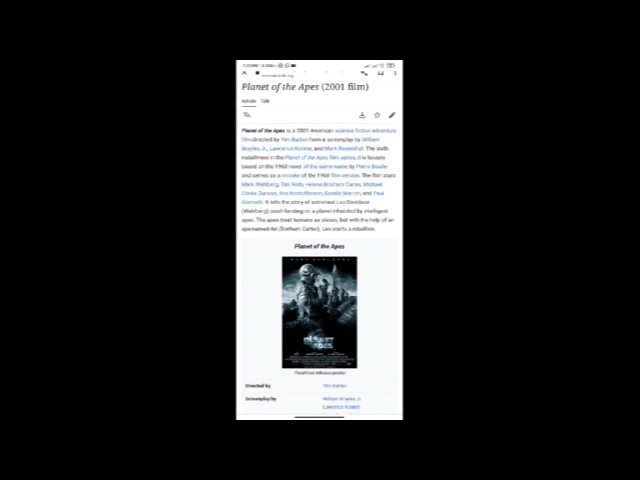 Planet of the Apes (2001 film)
Article Talk
Planet of the Apes is a 2001 American science fiction adventure
film directed by Tim Burton from a screenplay by William
Broyles Jr., Lawrence Konner, and Mark Rosenthal. The sixth
installment in the Planet of the Apes film series, it is loosely
based on the 1963 novel of the same name by Pierre Boulle
and serves as a remake of the 1968 film version. The film stars
Mark Wahlberg, Tim Roth, Helena Bonham Carter, Michael
Clarke Duncan, Kris Kristofferson, Estella Warren, and Paul
Giamatti. It tells the story of astronaut Leo Davidson
(Wahlberg) crash-landing on a planet inhabited by intelligent
apes. The apes treat humans as slaves, but with the help of an
ape named Ari (Bonham Carter), Leo starts a rebellion.
Planet of the Apes
PLANET
APES
Theatrical release poster
Directed by Tim Burton
Screenplay by William Broyles Jr.
Lawrence Konner